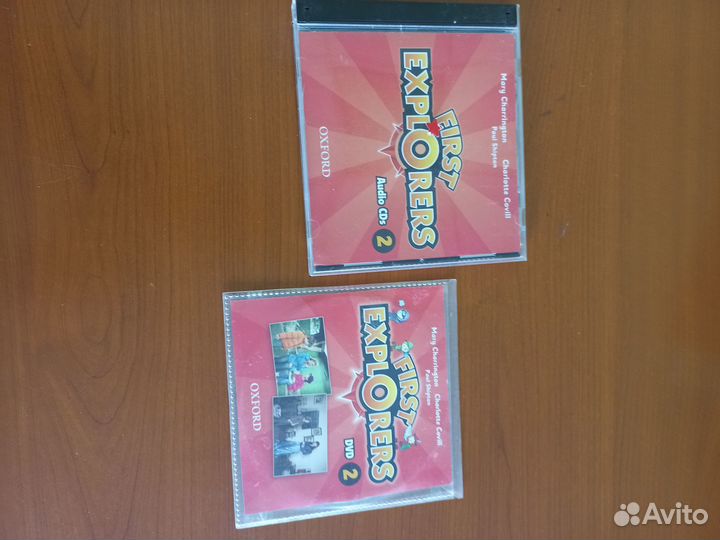 Mary Charrington Charlotte Covill
Paul Shipton
FIRST
EXPLORERS
Audio CDs 2
OXFORD
Mary Charrington Charlotte Covill
Paul Shipton
FIRST
EXPLORERS
DVD 2
OXFORD
Avito